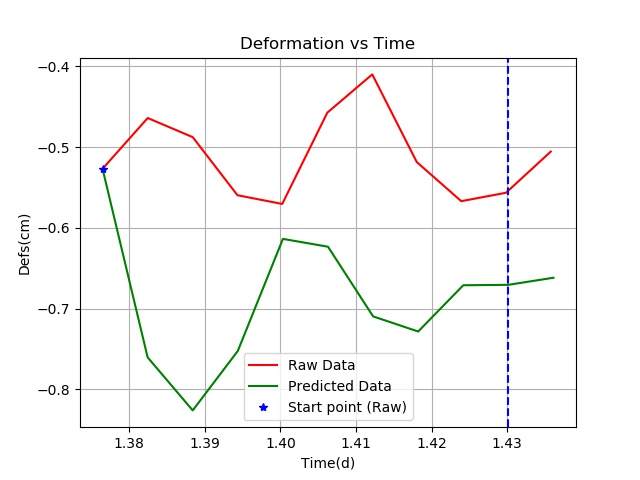 Deformation vs Time
−0.4
−0.5
−0.6
−0.7
−0.8
Defs(cm)
Raw Data
Predicted Data
Start point (Raw)
1.38 1.39 1.40 1.41 1.42 1.43
Time(d)